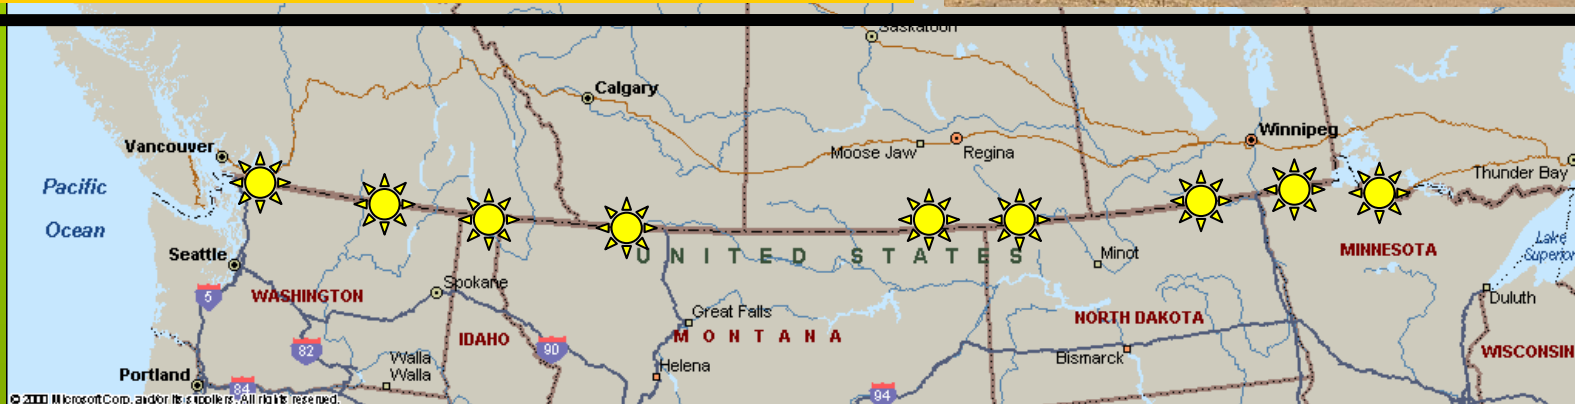 Saskatoon
Calgary
Winnipeg
Vancouver
Moose Jaw
Regina
Thunder Bay
Pacific
Ocean
Seattle
UNITED STATES
Minot
MINNESOTA
Lake
Superior
5
WASHINGTON
Spokane
Duluth
Great Falls
MONTANA
NORTH DAKOTA
IDAHO
82
90
Walla
Walla
Helena
Bismarck
WISCONSIN
Portland
84
94
© 2000 Microsoft Corp. and/or its suppliers. All rights reserved.